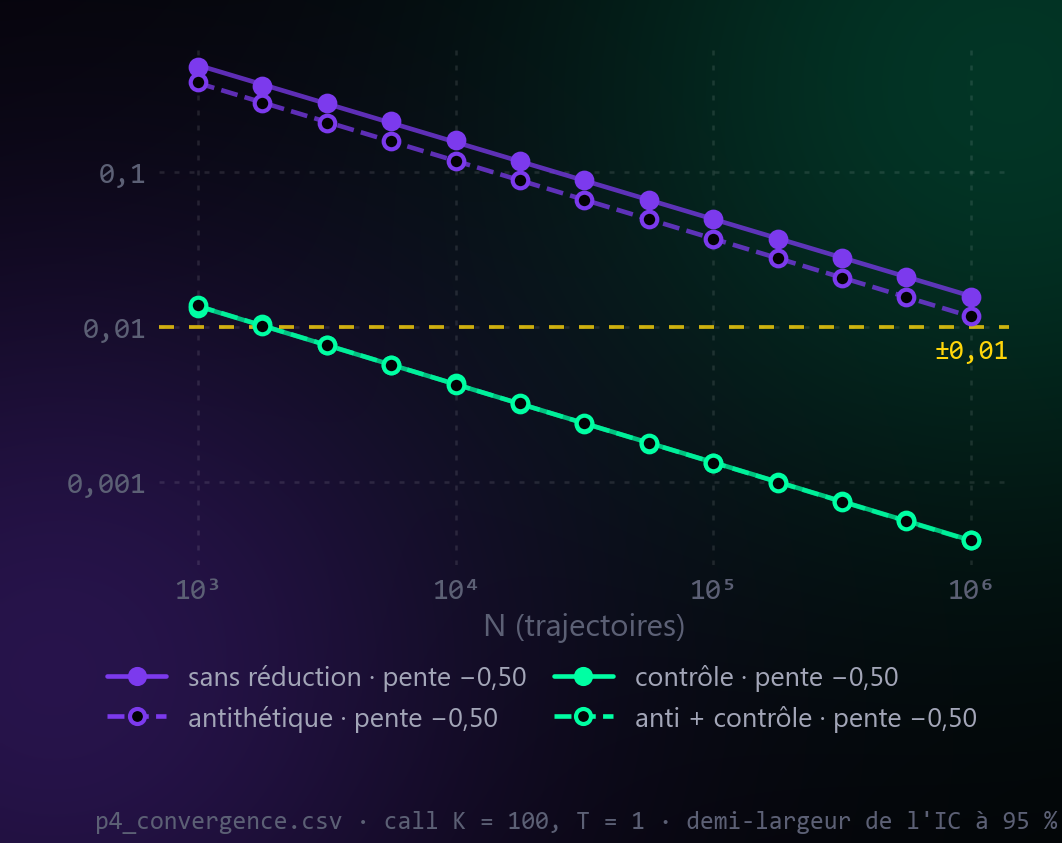 0,1
0,01
±0,01
0,001
10³ 10⁴ 10⁵ 10⁶
N (trajectoires)
sans réduction · pente −0,50 contrôle · pente −0,50
antithétique · pente −0,50 anti + contrôle · pente −0,50
p4_convergence.csv · call K = 100, T = 1 · demi-largeur de l'IC à 95 %